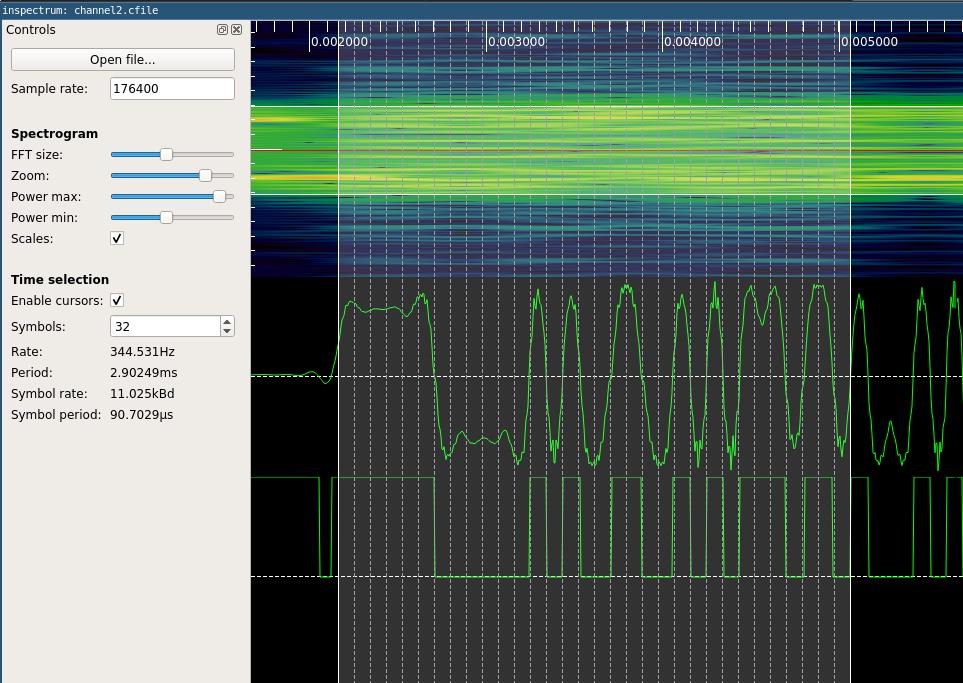 inspectrum: channel2.cfile
Controls
Open file...
Sample rate: 176400
Spectrogram
FFT size:
Zoom:
Power max:
Power min:
Scales:
Time selection
Enable cursors:
Symbols: 32
Rate: 344.531Hz
Period: 2.90249ms
Symbol rate: 11.025kBd
Symbol period: 90.7029µs
0.002000 0.003000 0.004000 0.005000